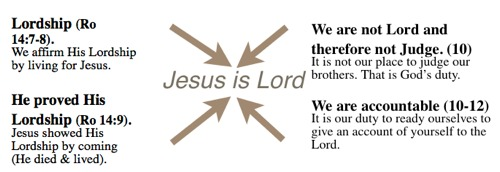 Lordship (Ro
14:7-8).
We affirm His Lordship
by living for Jesus.
He proved His
Lordship (Ro 14:9).
Jesus showed His
Lordship by coming
(He died & lived).
Jesus is Lord
We are not Lord and
therefore not Judge. (10)
It is not our place to judge our
brothers. That is God's duty.
We are accountable (10-12)
It is our duty to ready ourselves to
give an account of yourself to the
Lord.